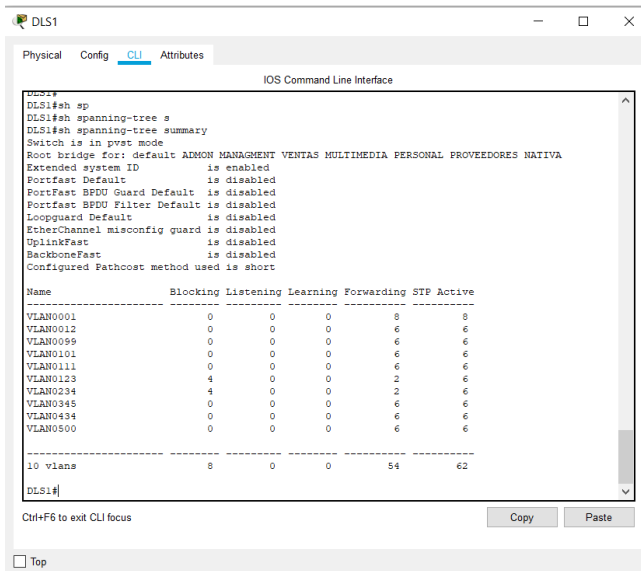 DLS1
Physical Config CLI Attributes
IOS Command Line Interface
DLS1#
DLS1#sh sp
DLS1#sh spanning-tree s
DLS1#sh spanning-tree summary
Switch is in pvst mode
Root bridge for: default ADMON MANAGMENT VENTAS MULTIMEDIA PERSONAL PROVEEDORES NATIVA
Extended system ID is enabled
Portfast Default is disabled
PortFast BPDU Guard Default is disabled
Portfast BPDU Filter Default is disabled
Loopguard Default is disabled
EtherChannel misconfig guard is disabled
UplinkFast is disabled
BackboneFast is disabled
Configured Pathcost method used is short
Name Blocking Listening Learning Forwarding STP Active
---------------------- -------- --------- -------- ---------- ----------
VLAN0001 0 0 0 8 8
VLAN0012 0 0 0 6 6
VLAN0099 0 0 0 6 6
VLAN0101 0 0 0 6 6
VLAN0111 0 0 0 6 6
VLAN0123 4 0 0 2 6
VLAN0234 4 0 0 2 6
VLAN0345 0 0 0 6 6
VLAN0434 0 0 0 6 6
VLAN0500 0 0 0 6 6
---------------------- -------- --------- -------- ---------- ----------
10 vlans 8 0 0 54 62
DLS1#
Ctrl+F6 to exit CLI focus
Copy Paste
Top